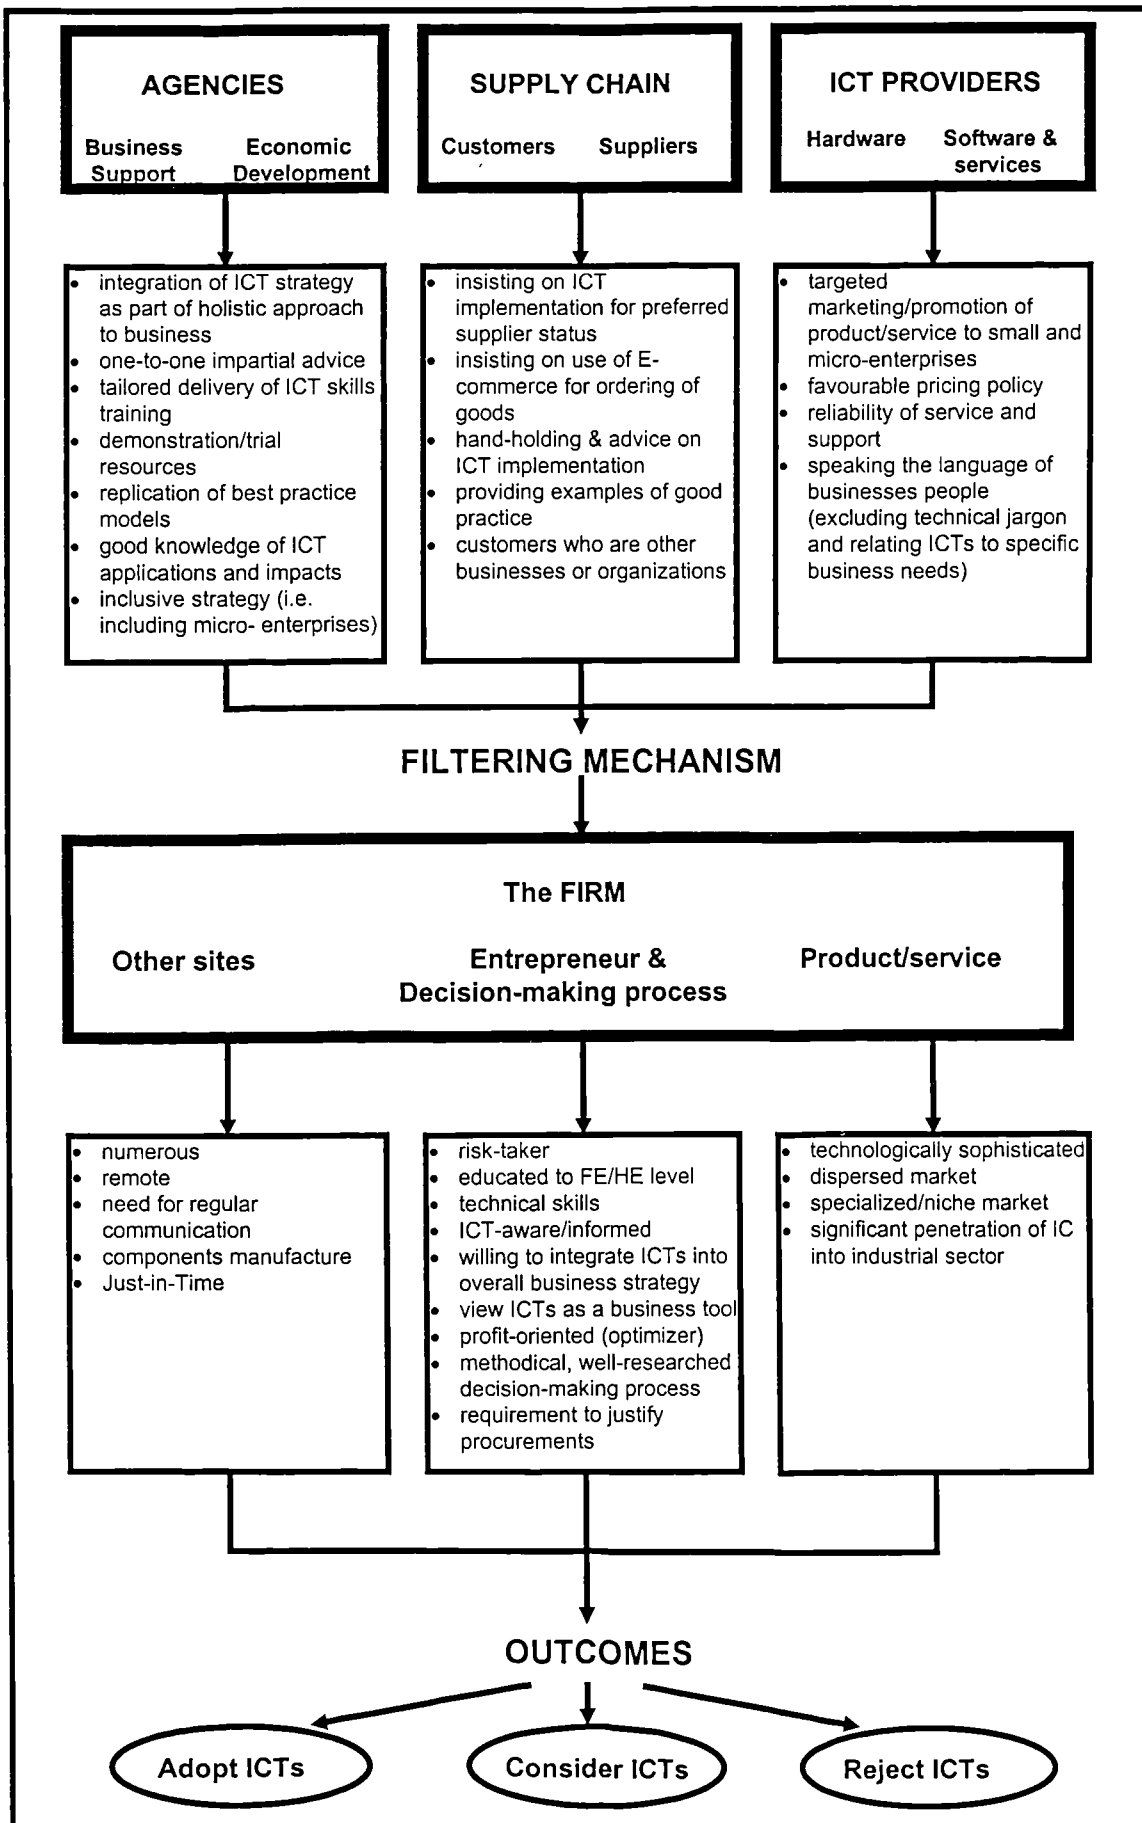 AGENCIES
Business
Support
Economic
Development
SUPPLY CHAIN
Customers
Suppliers
ICT PROVIDERS
Hardware
Software &
services
• integration of ICT strategy
as part of holistic approach
to business
• one-to-one impartial advice
• tailored delivery of ICT skills
training
• demonstration/trial
resources
• replication of best practice
models
• good knowledge of ICT
applications and impacts
• inclusive strategy (i.e.
including micro- enterprises)
• insisting on ICT
implementation for preferred
supplier status
• insisting on use of E-
commerce for ordering of
goods
• hand-holding & advice on
ICT implementation
• providing examples of good
practice
• customers who are other
businesses or organizations
• targeted
marketing/promotion of
product/service to small and
micro-enterprises
• favourable pricing policy
• reliability of service and
support
• speaking the language of
businesses people
(excluding technical jargon
and relating ICTs to specific
business needs)
FILTERING MECHANISM
The FIRM
Other sites
Entrepreneur &
Decision-making process
Product/service
• numerous
• remote
• need for regular
communication
• components manufacture
• Just-in-Time
• risk-taker
• educated to FE/HE level
• technical skills
• ICT-aware/informed
• willing to integrate ICTs into
overall business strategy
• view ICTs as a business tool
• profit-oriented (optimizer)
• methodical, well-researched
decision-making process
• requirement to justify
procurements
• technologically sophisticated
• dispersed market
• specialized/niche market
• significant penetration of IC
into industrial sector
OUTCOMES
Adopt ICTs
Consider ICTs
Reject ICTs